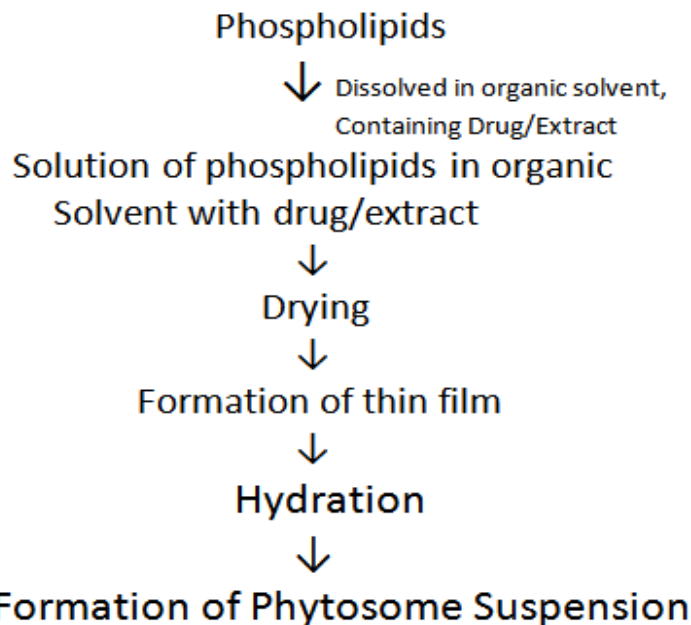 Phospholipids
↓ Dissolved in organic solvent,
Containing Drug/Extract
Solution of phospholipids in organic
Solvent with drug/extract
↓
Drying
↓
Formation of thin film
↓
Hydration
↓
Formation of Phytosome Suspension